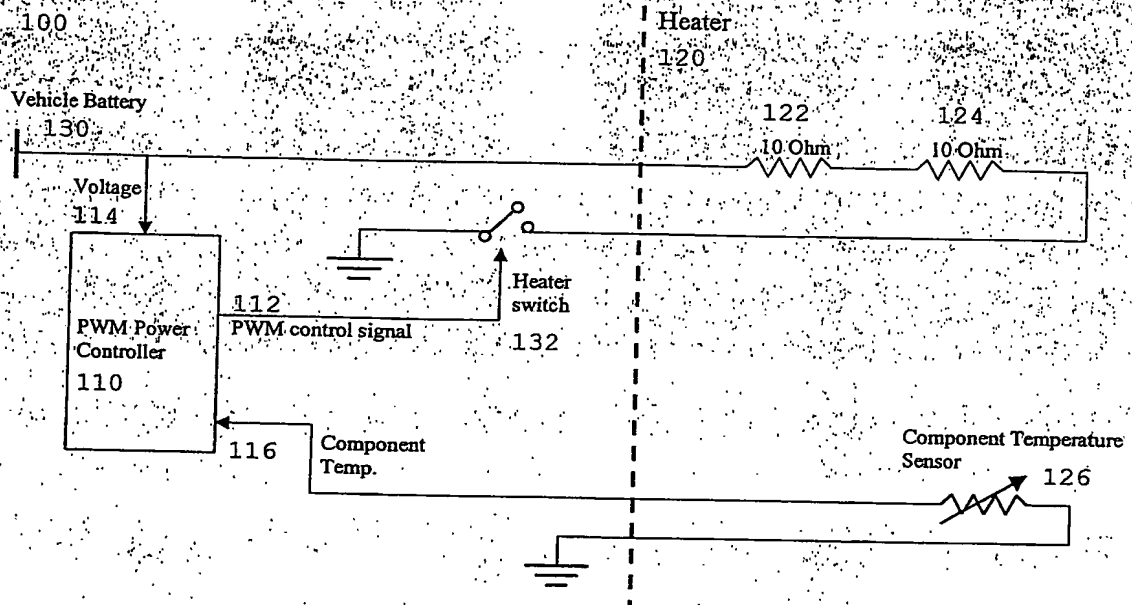 100
Heater
120
Vehicle Battery
130
122
10 Ohm
124
10 Ohm
Voltage
114
Heater
switch
132
112
PWM control signal
PWM Power
Controller
110
116
Component
Temp.
Component Temperature
Sensor
126